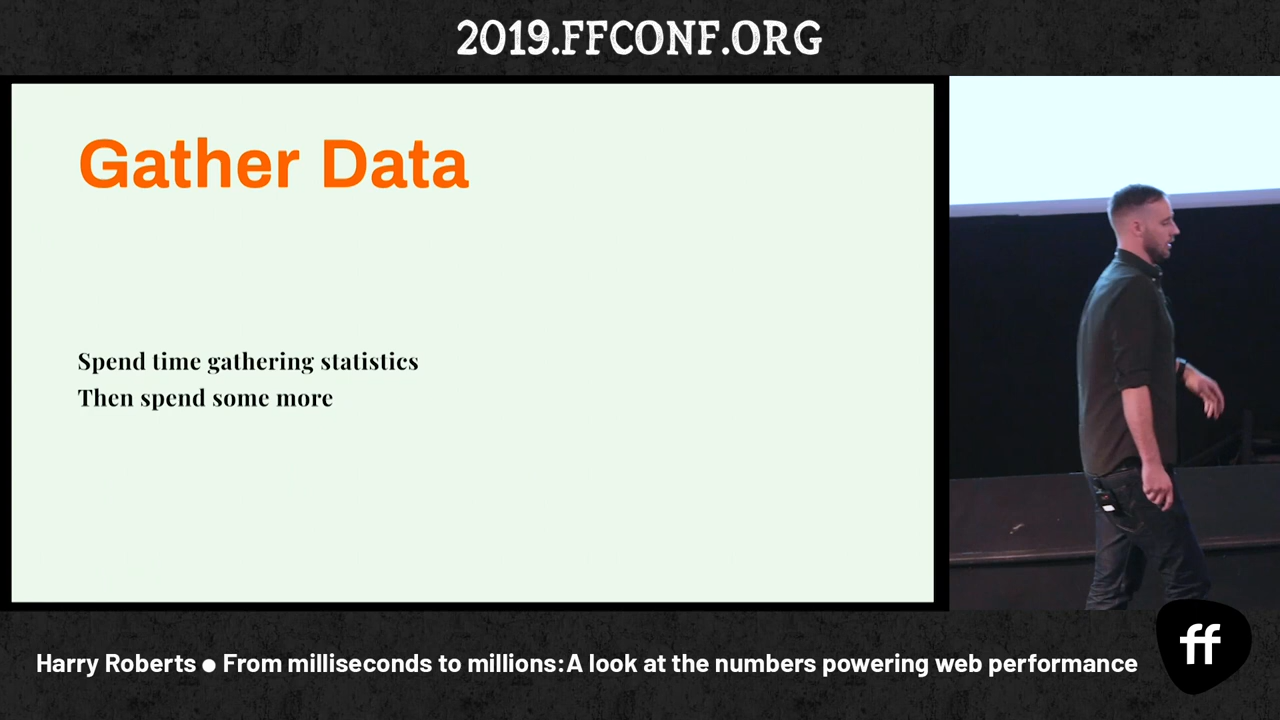 2019.FFCONF.ORG
Gather Data
Spend time gathering statistics
Then spend some more
Harry Roberts ● From milliseconds to millions: A look at the numbers powering web performance
ff